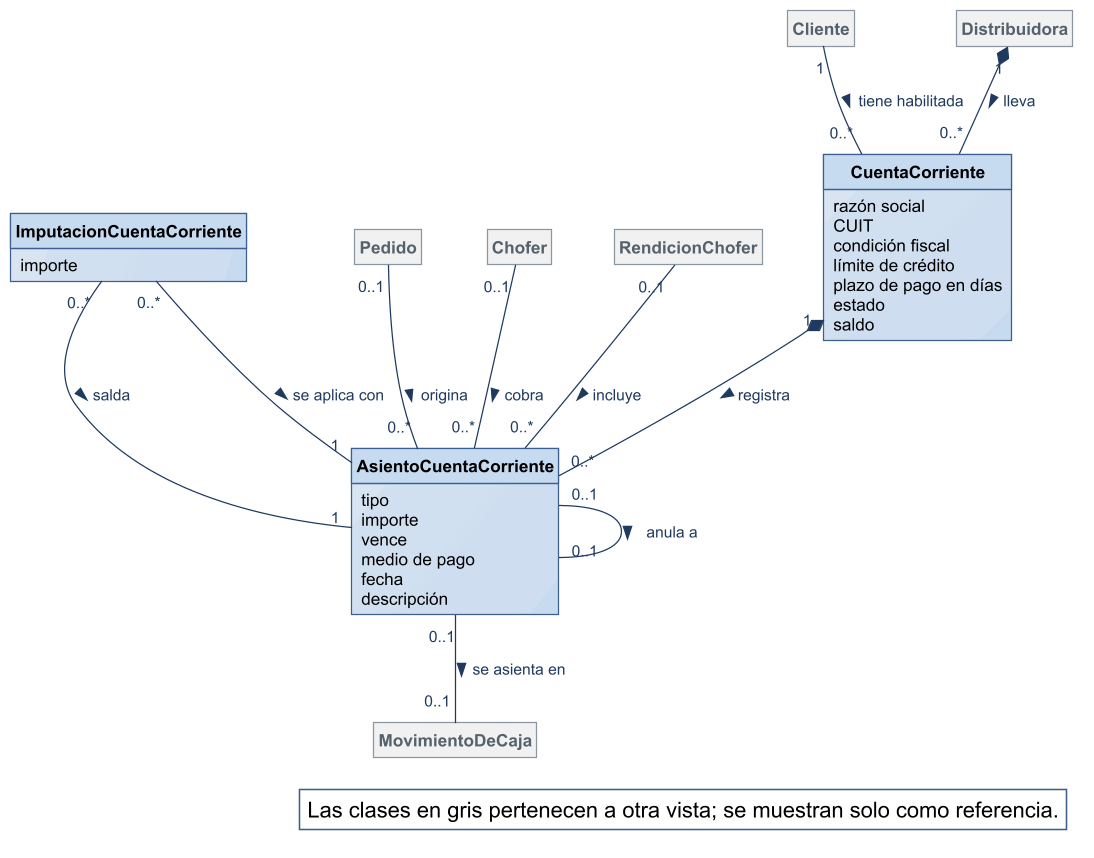 Cliente
Distribuidora
1
1
tiene habilitada
lleva
0..*
0..*
CuentaCorriente
razón social
CUIT
condición fiscal
límite de crédito
plazo de pago en días
estado
saldo
ImputacionCuentaCorriente
importe
Pedido
Chofer
RendicionChofer
0..*
0..*
0..1
0..1
0..1
1
salda
se aplica con
origina
cobra
incluye
registra
0..*
0..*
0..*
1
0..*
AsientoCuentaCorriente
tipo
importe
vence
medio de pago
fecha
descripción
1
0..1
anula a
0..1
0..1
se asienta en
0..1
MovimientoDeCaja
Las clases en gris pertenecen a otra vista; se muestran solo como referencia.